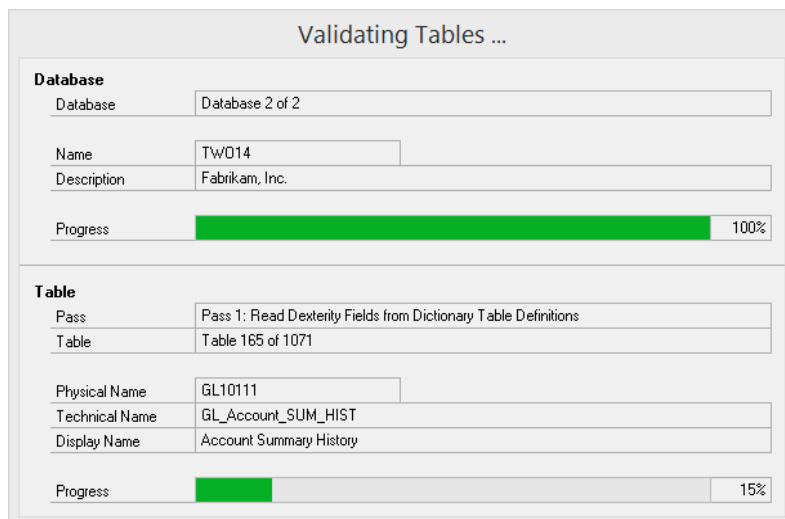 Validating Tables ...
Database
Database Database 2 of 2
Name TWO14
Description Fabrikam, Inc.
Progress 100%
Table
Pass Pass 1: Read Dexterity Fields from Dictionary Table Definitions
Table Table 165 of 1071
Physical Name GL10111
Technical Name GL_Account_SUM_HIST
Display Name Account Summary History
Progress 15%